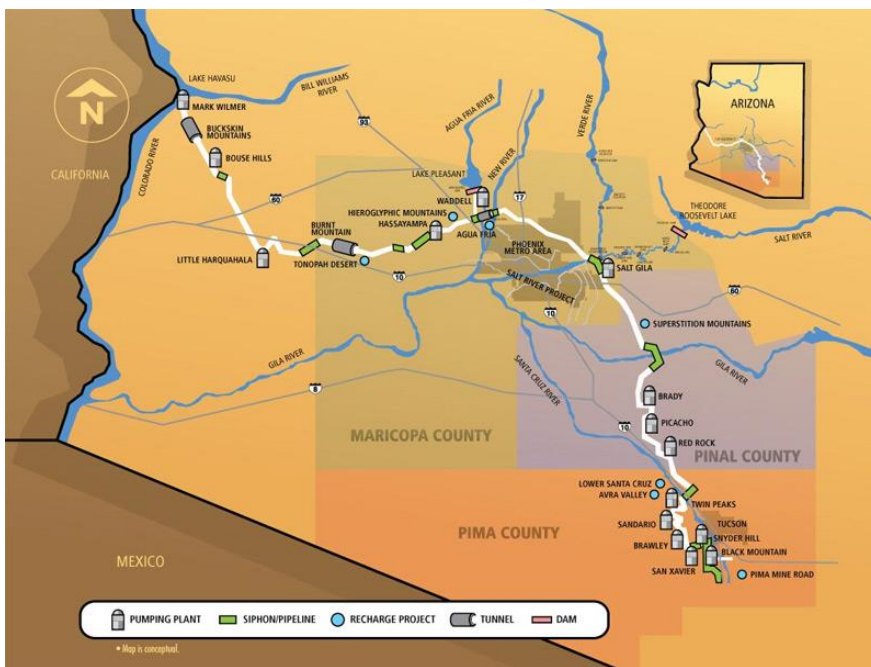 LAKE HAVASU
BILL WILLIAMS
RIVER
MARK WILMER
BUCKSKIN
MOUNTAINS
BOUSE HILLS
N
CALIFORNIA
COLORADO RIVER
93
60
AGUA FRIA RIVER
VERDE RIVER
ARIZONA
LAKE PLEASANT
NEW RIVER
WADDELL
17
HIEROGLYPHIC MOUNTAINS
HASSAYAMPA
AGUA FRIA
THEODORE
ROOSEVELT LAKE
SALT RIVER
BURNT
MOUNTAIN
LITTLE HARQUAHALA
TONOPAH DESERT
10
PHOENIX
METRO AREA
SALT RIVER PROJECT
SALT GILA
60
10
SUPERSTITION MOUNTAINS
GILA RIVER
GILA RIVER
SANTA CRUZ RIVER
8
BRADY
PICACHO
10
RED ROCK
MARICOPA COUNTY
PINAL COUNTY
LOWER SANTA CRUZ
AVRA VALLEY
TWIN PEAKS
PIMA COUNTY
SANDARIO
TUCSON
SNYDER HILL
BRAWLEY
BLACK MOUNTAIN
SAN XAVIER
PIMA MINE ROAD
MEXICO
PUMPING PLANT
SIPHON/PIPELINE
RECHARGE PROJECT
TUNNEL
DAM
• Map is conceptual.